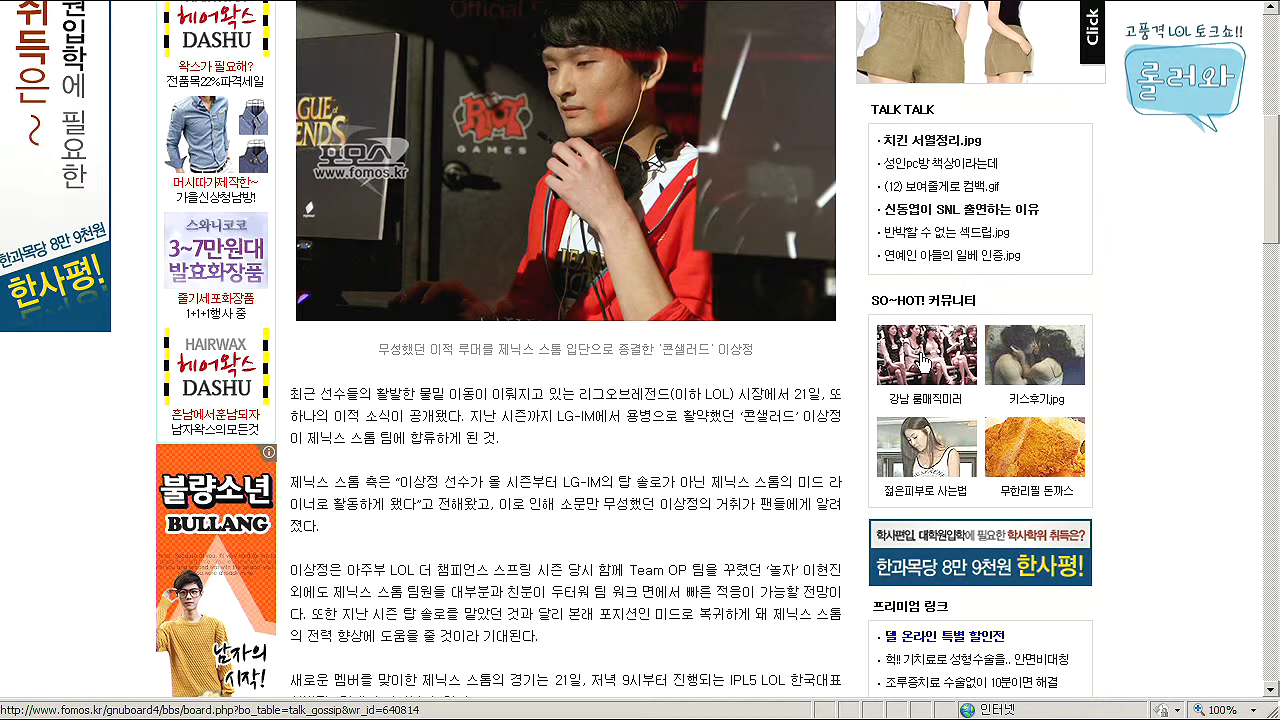 취득은
~
원입학에 필요한
한과목당 8만 9천원
한사평!
헤어왁스
DASHU
왁스가 필요해?
전품목22%파격세일
머시따가제작한~
가을신상청남방!
스와니코코
3~7만원대
발효화장품
줄기세포화장품
1+1+1행사 중
HAIRWAX
헤어왁스
DASHU
훈남에서훈남되자
남자왁스의모든것
불량소년
BULLANG
남자의
시작!
LEGENDS
RIOT
GAMES
포모스
www.fomos.kr
무성했던 이적 루머를 제닉스 스톰 입단으로 종결한 '콘샐러드' 이상정
최근 선수들의 활발한 물밑 이동이 이뤄지고 있는 리그오브레전드(이하 LOL) 시장에서 21일, 또
하나의 이적 소식이 공개됐다. 지난 시즌까지 LG-IM에서 용병으로 활약했던 '콘샐러드' 이상정
이 제닉스 스톰 팀에 합류하게 된 것.
제닉스 스톰 측은 "이상정 선수가 올 시즌부터 LG-IM의 탑 솔로가 아닌 제닉스 스톰의 미드 라
이너로 활동하게 됐다"고 전해왔고, 이로 인해 소문만 무성했던 이상정의 거취가 팬들에게 알려
졌다.
이상정은 아주부 LOL 더 챔피언스 스프링 시즌 당시 함께 Team OP 팀을 꾸렸던 '놀자' 이현진
외에도 제닉스 스톰 팀원들 대부분과 친분이 두터워 팀 워크 면에서 빠른 적응이 가능할 전망이
다. 또한 지난 시즌 탑 솔로를 맡았던 것과 달리 본래 포지션인 미드로 복귀하게 돼 제닉스 스톰
의 전력 향상에 도움을 줄 것이라 기대된다.
새로운 멤버를 맞이한 제닉스 스톰의 경기는 21일, 저녁 9시부터 진행되는 IPL5 LOL 한국대표
Click
TALK TALK
· 치킨 서열정리.jpg
· 성인pc방 책상이라는데
· (12) 보여줄게로 컴백.gif
· 신동엽이 SNL 출연하는 이유
· 반박할 수 없는 섹드립.jpg
· 연예인 아들의 일베 인증.jpg
SO~HOT! 커뮤니티
강남 룸매직미러
키스후기.jpg
젊은피부로 사는법
무한리필 돈까스
학사편입, 대학원입학에 필요한 학사학위 취득은?
한과목당 8만 9천원 한사평!
프리미엄 링크
· 델 온라인 특별 할인전
· 헉!! 기치료로 성형수술을.. 안면비대칭
· 조루증치료 수술없이 10분이면 해결
고품격 LOL 토크쇼!!
롤러와
http://www.fomos.kr/gnuboard4/bbs/board.php?bo_table=talk_gossip&wr_id=640814
인터넷
100%